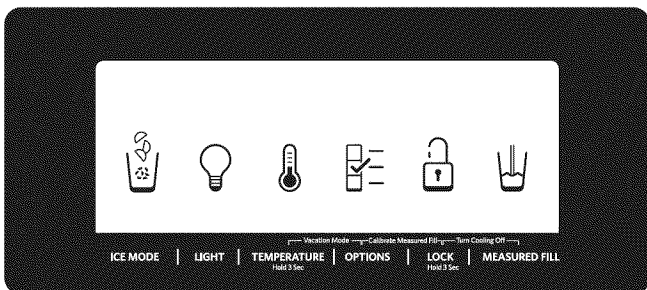 Vacation Mode Calibrate Measured Fill Turn Cooling Off
ICE MODE LIGHT TEMPERATURE OPTIONS LOCK MEASURED FILL
Hold 3 Sec Hold 3 Sec